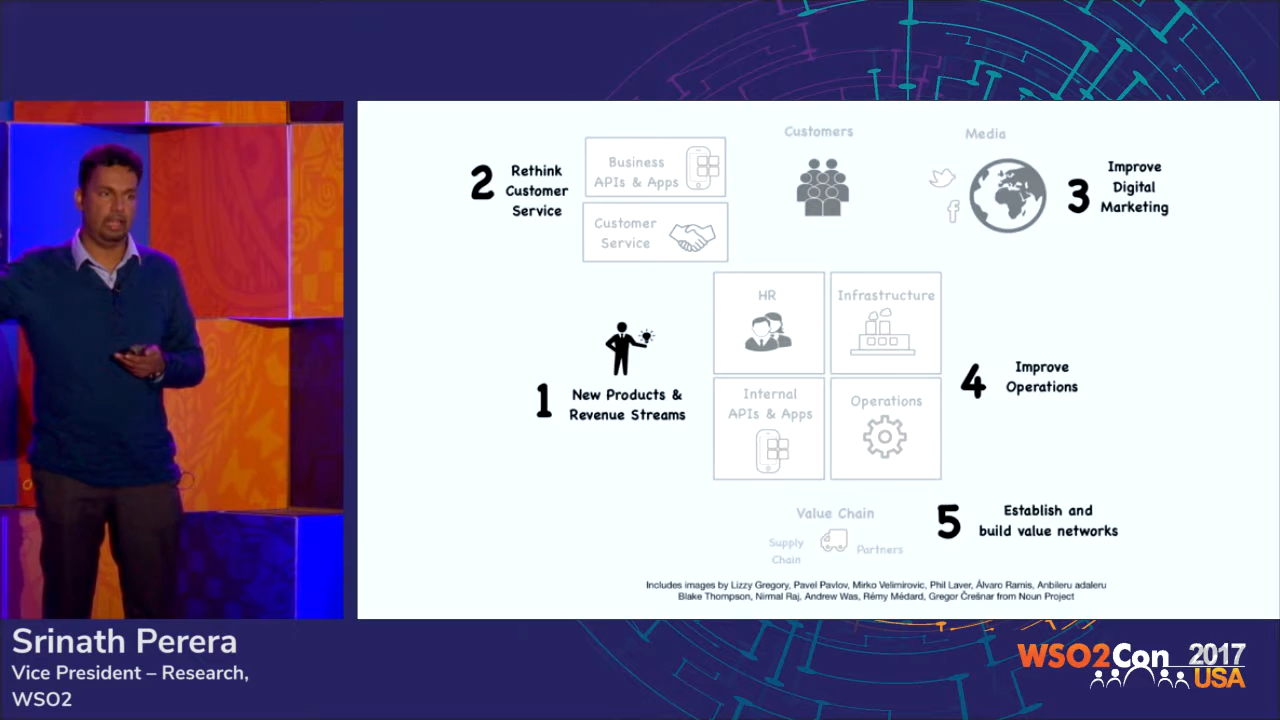 Customers
Media
2
Rethink
Customer
Service
Business
APIs & Apps
Customer
Service
3
Improve
Digital
Marketing
HR
Infrastructure
1
New Products &
Revenue Streams
Internal
APIs & Apps
Operations
4
Improve
Operations
Value Chain
Supply
Chain
Partners
5
Establish and
build value networks
Includes images by Lizzy Gregory, Pavel Pavlov, Mirko Velimirovic, Phil Laver, Álvaro Ramis, Anbileru adaleru
Blake Thompson, Nirmal Raj, Andrew Was, Rémy Médard, Gregor Črešnar from Noun Project
Srinath Perera
Vice President – Research,
WSO2
WSO2Con 2017
USA